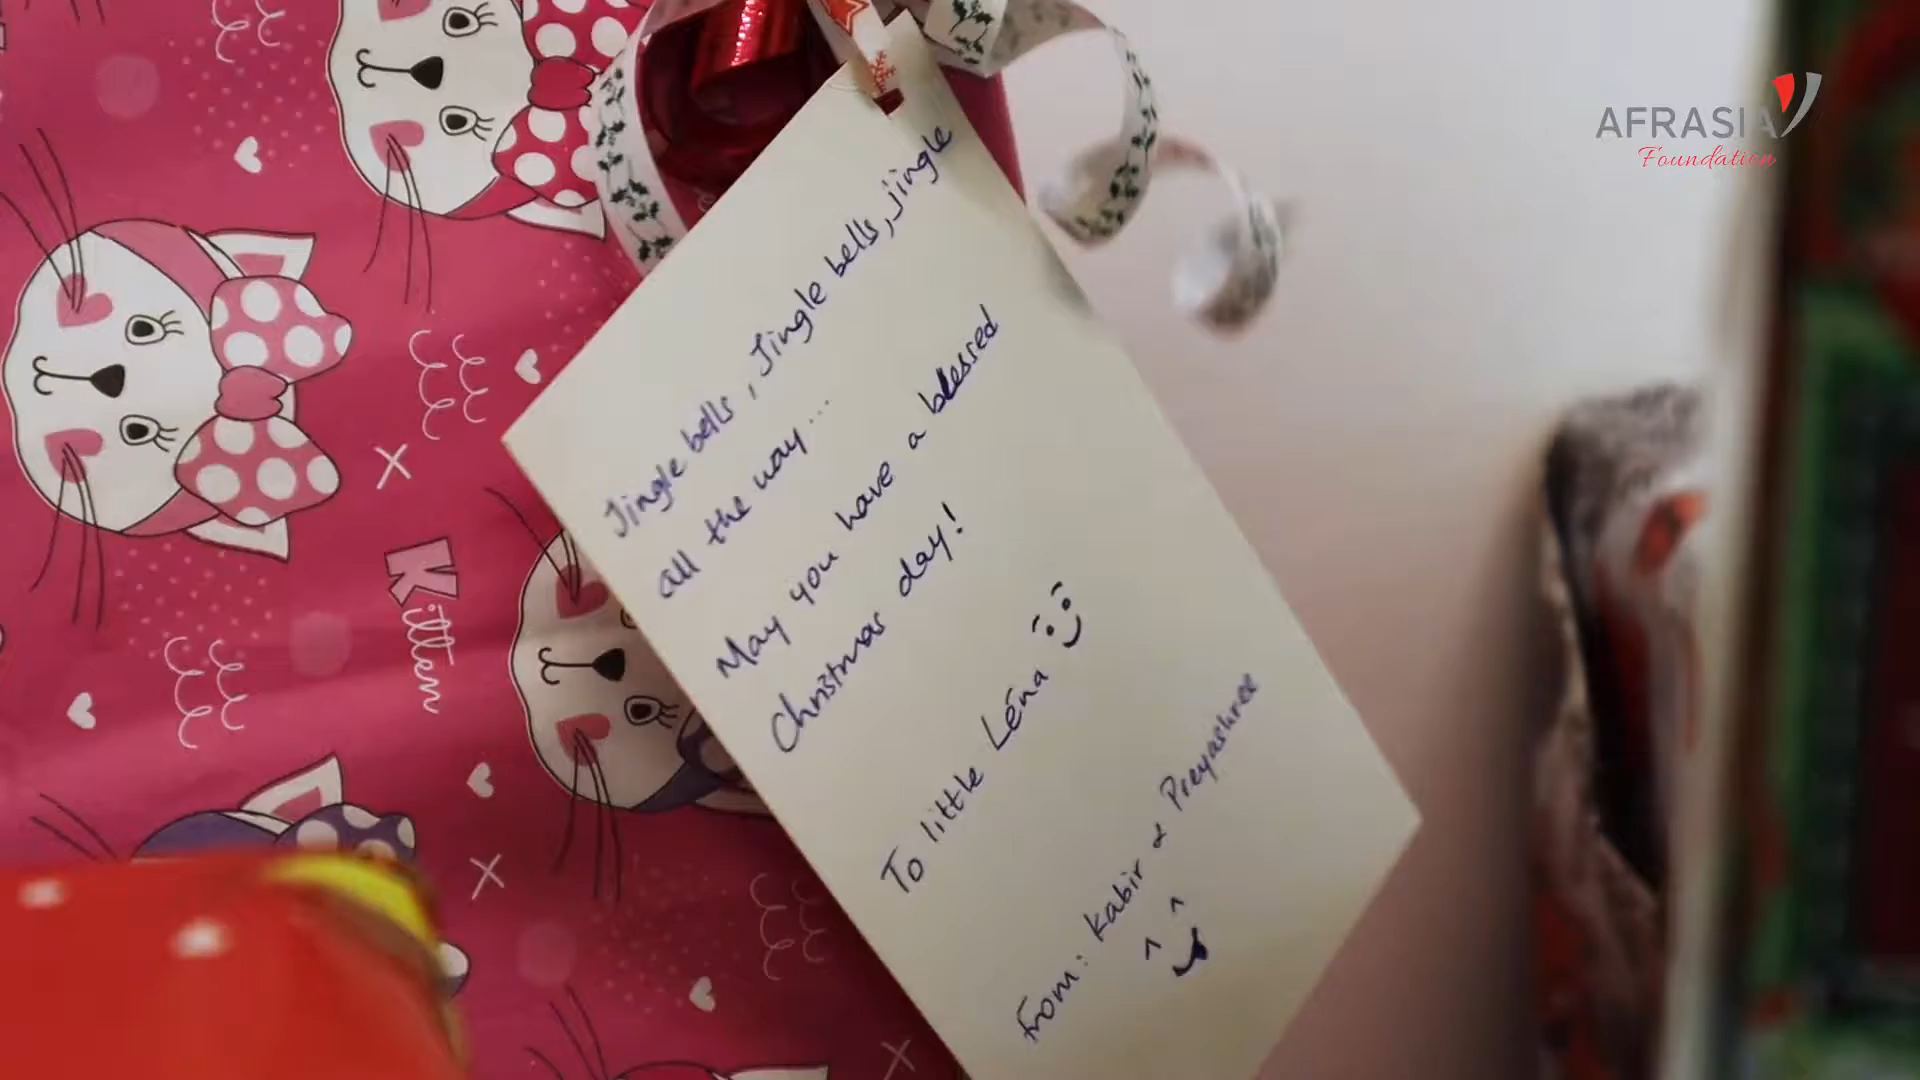 Jingle bells, Jingle bells, jingle
all the way...
May you have a blessed
Christmas day!
To little Léna
From: Kabir & Preyashree
Kitten
AFRASIA
Foundation